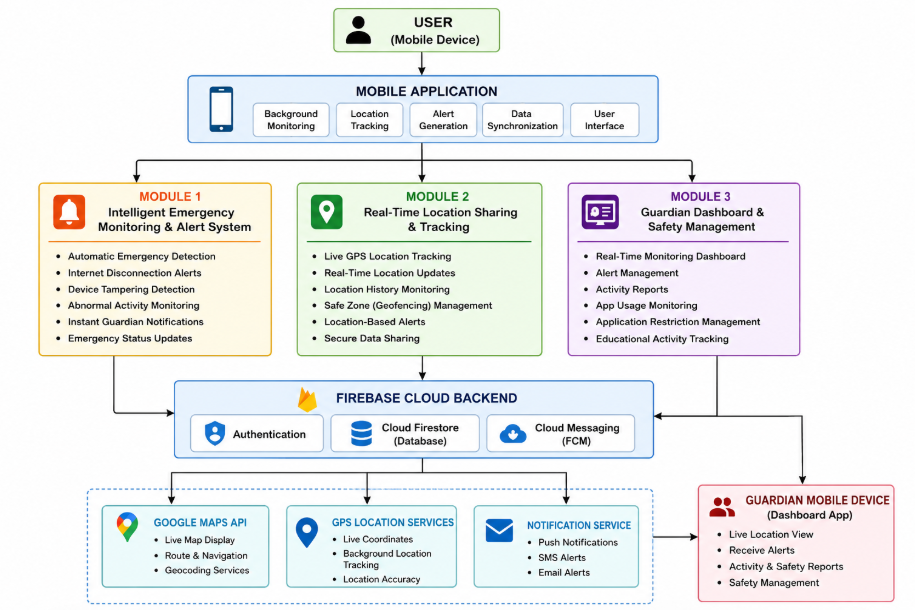 USER
(Mobile Device)
MOBILE APPLICATION
Background
Monitoring
Location
Tracking
Alert
Generation
Data
Synchronization
User
Interface
MODULE 1
Intelligent Emergency
Monitoring & Alert System
• Automatic Emergency Detection
• Internet Disconnection Alerts
• Device Tampering Detection
• Abnormal Activity Monitoring
• Instant Guardian Notifications
• Emergency Status Updates
MODULE 2
Real-Time Location Sharing
& Tracking
• Live GPS Location Tracking
• Real-Time Location Updates
• Location History Monitoring
• Safe Zone (Geofencing) Management
• Location-Based Alerts
• Secure Data Sharing
MODULE 3
Guardian Dashboard &
Safety Management
• Real-Time Monitoring Dashboard
• Alert Management
• Activity Reports
• App Usage Monitoring
• Application Restriction Management
• Educational Activity Tracking
FIREBASE CLOUD BACKEND
Authentication
Cloud Firestore
(Database)
Cloud Messaging
(FCM)
GOOGLE MAPS API
• Live Map Display
• Route & Navigation
• Geocoding Services
GPS LOCATION SERVICES
• Live Coordinates
• Background Location
Tracking
• Location Accuracy
NOTIFICATION SERVICE
• Push Notifications
• SMS Alerts
• Email Alerts
GUARDIAN MOBILE DEVICE
(Dashboard App)
• Live Location View
• Receive Alerts
• Activity & Safety Reports
• Safety Management